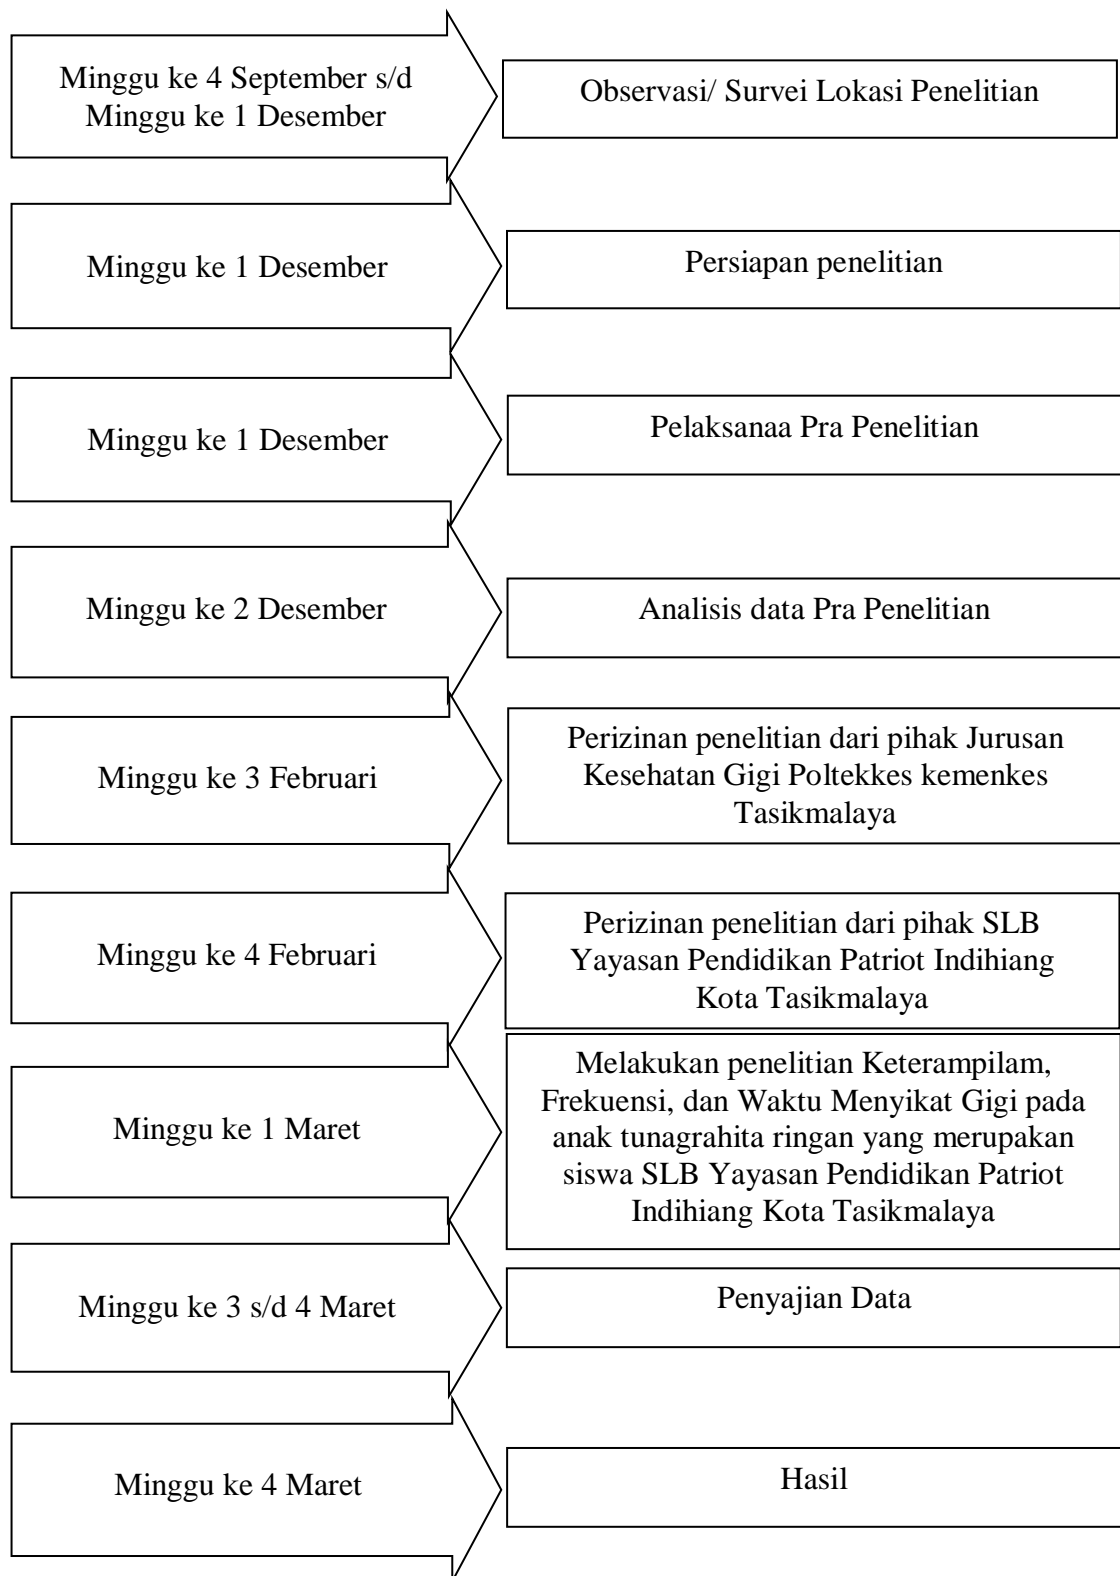 Minggu ke 4 September s/d
Minggu ke 1 Desember
Observasi/ Survei Lokasi Penelitian
Minggu ke 1 Desember
Persiapan penelitian
Minggu ke 1 Desember
Pelaksanaa Pra Penelitian
Minggu ke 2 Desember
Analisis data Pra Penelitian
Minggu ke 3 Februari
Perizinan penelitian dari pihak Jurusan
Kesehatan Gigi Poltekkes kemenkes
Tasikmalaya
Minggu ke 4 Februari
Perizinan penelitian dari pihak SLB
Yayasan Pendidikan Patriot Indihiang
Kota Tasikmalaya
Minggu ke 1 Maret
Melakukan penelitian Keterampilam,
Frekuensi, dan Waktu Menyikat Gigi pada
anak tunagrahita ringan yang merupakan
siswa SLB Yayasan Pendidikan Patriot
Indihiang Kota Tasikmalaya
Minggu ke 3 s/d 4 Maret
Penyajian Data
Minggu ke 4 Maret
Hasil